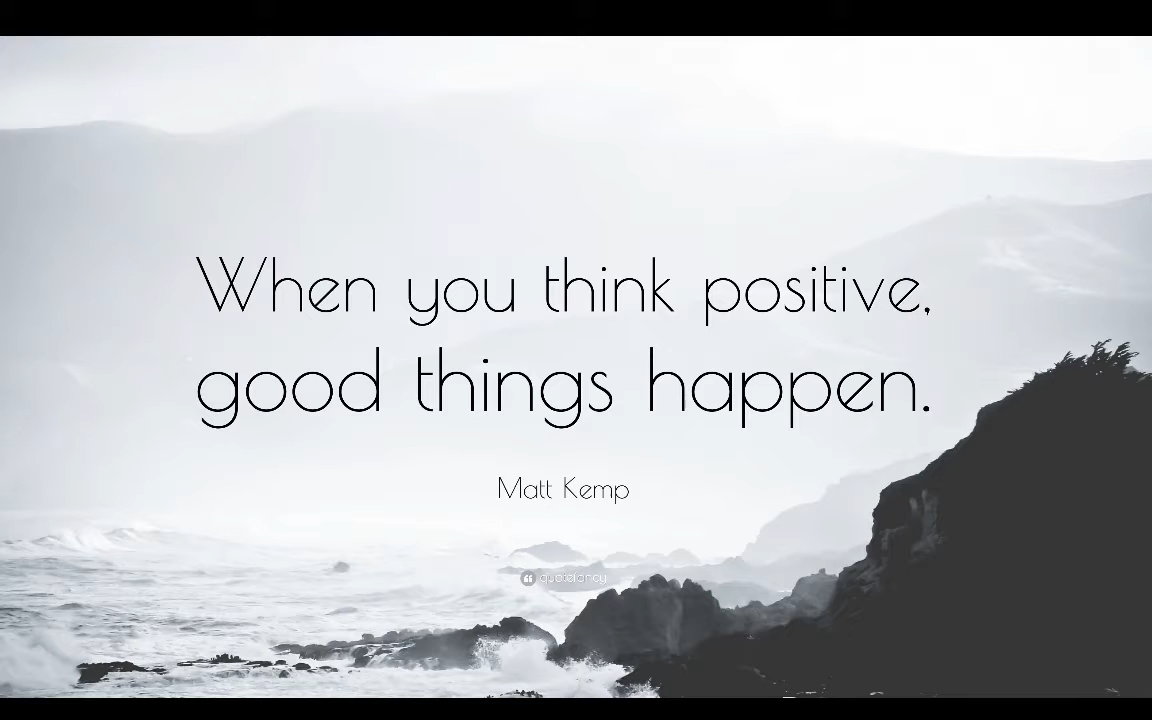 When you think positive,
good things happen.
Matt Kemp
quotefancy